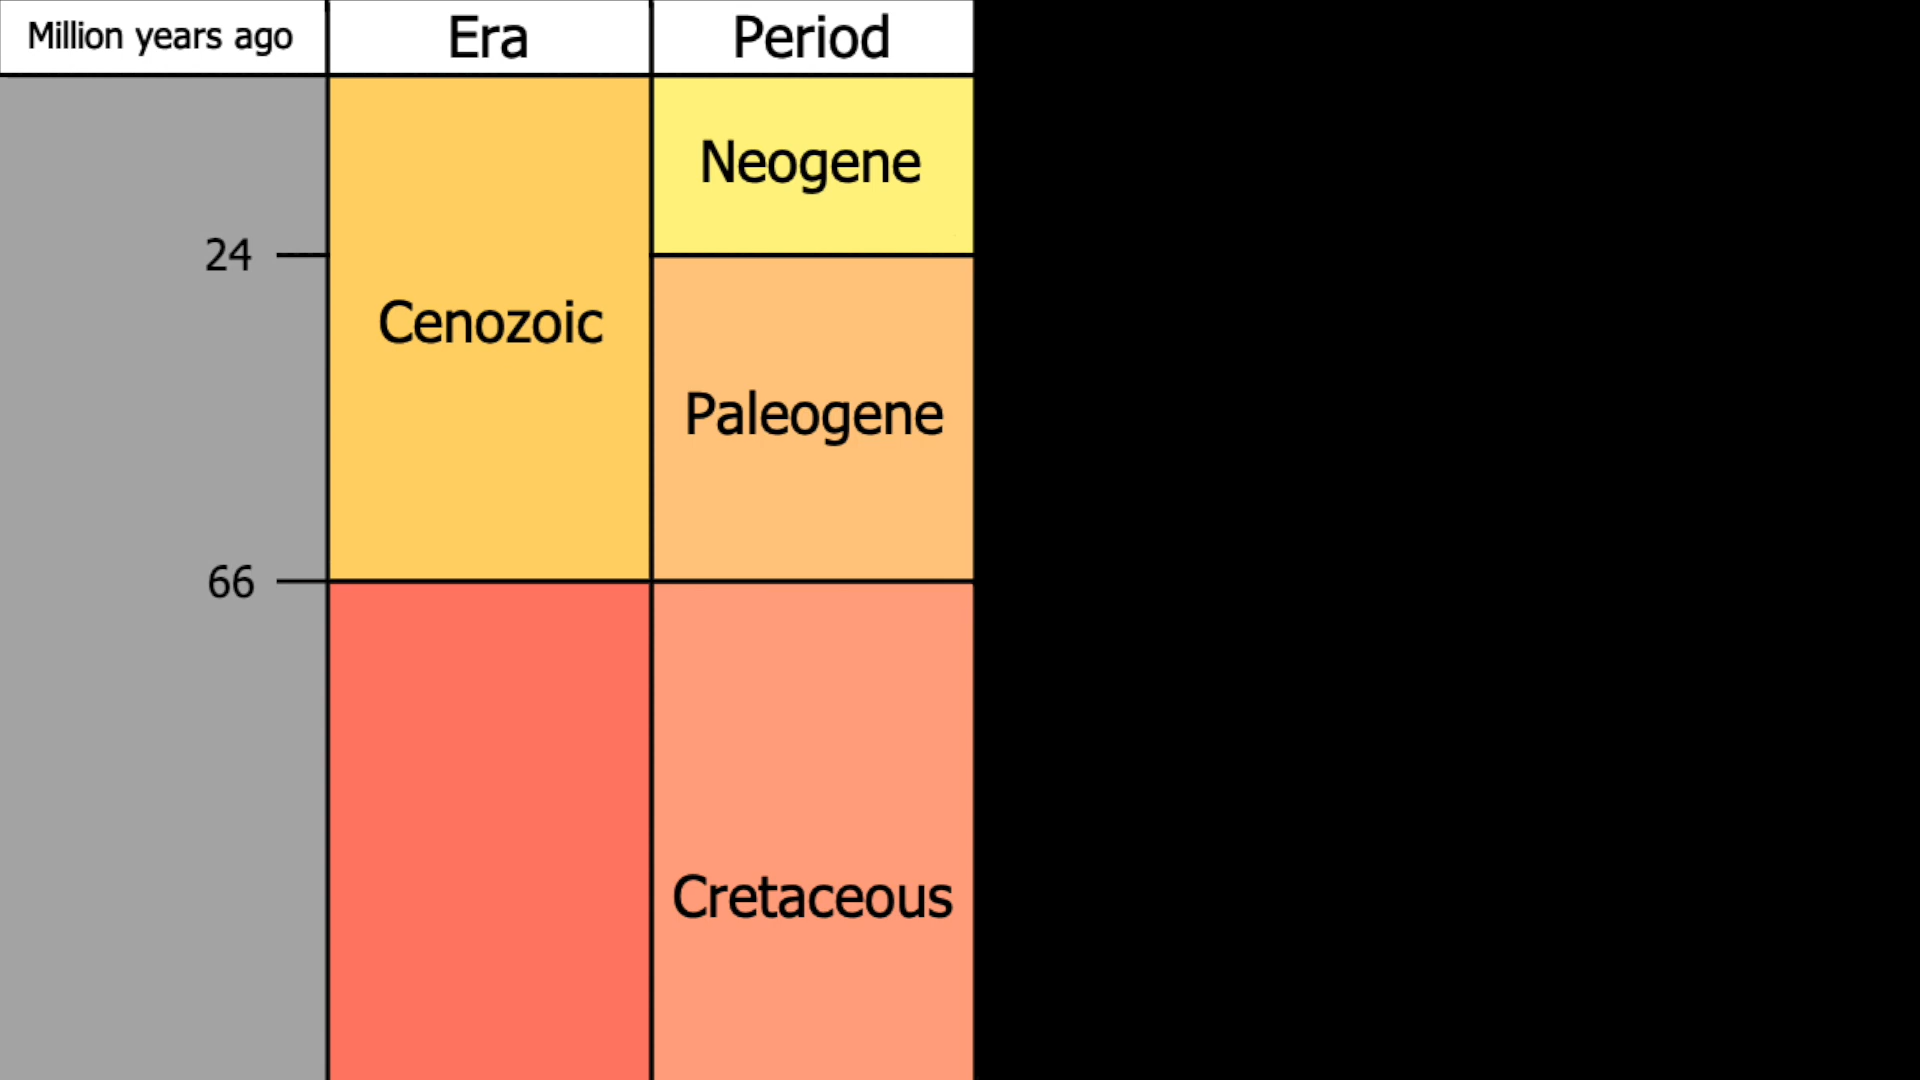 Million years ago
Era
Period
Neogene
24
Cenozoic
Paleogene
66
Cretaceous